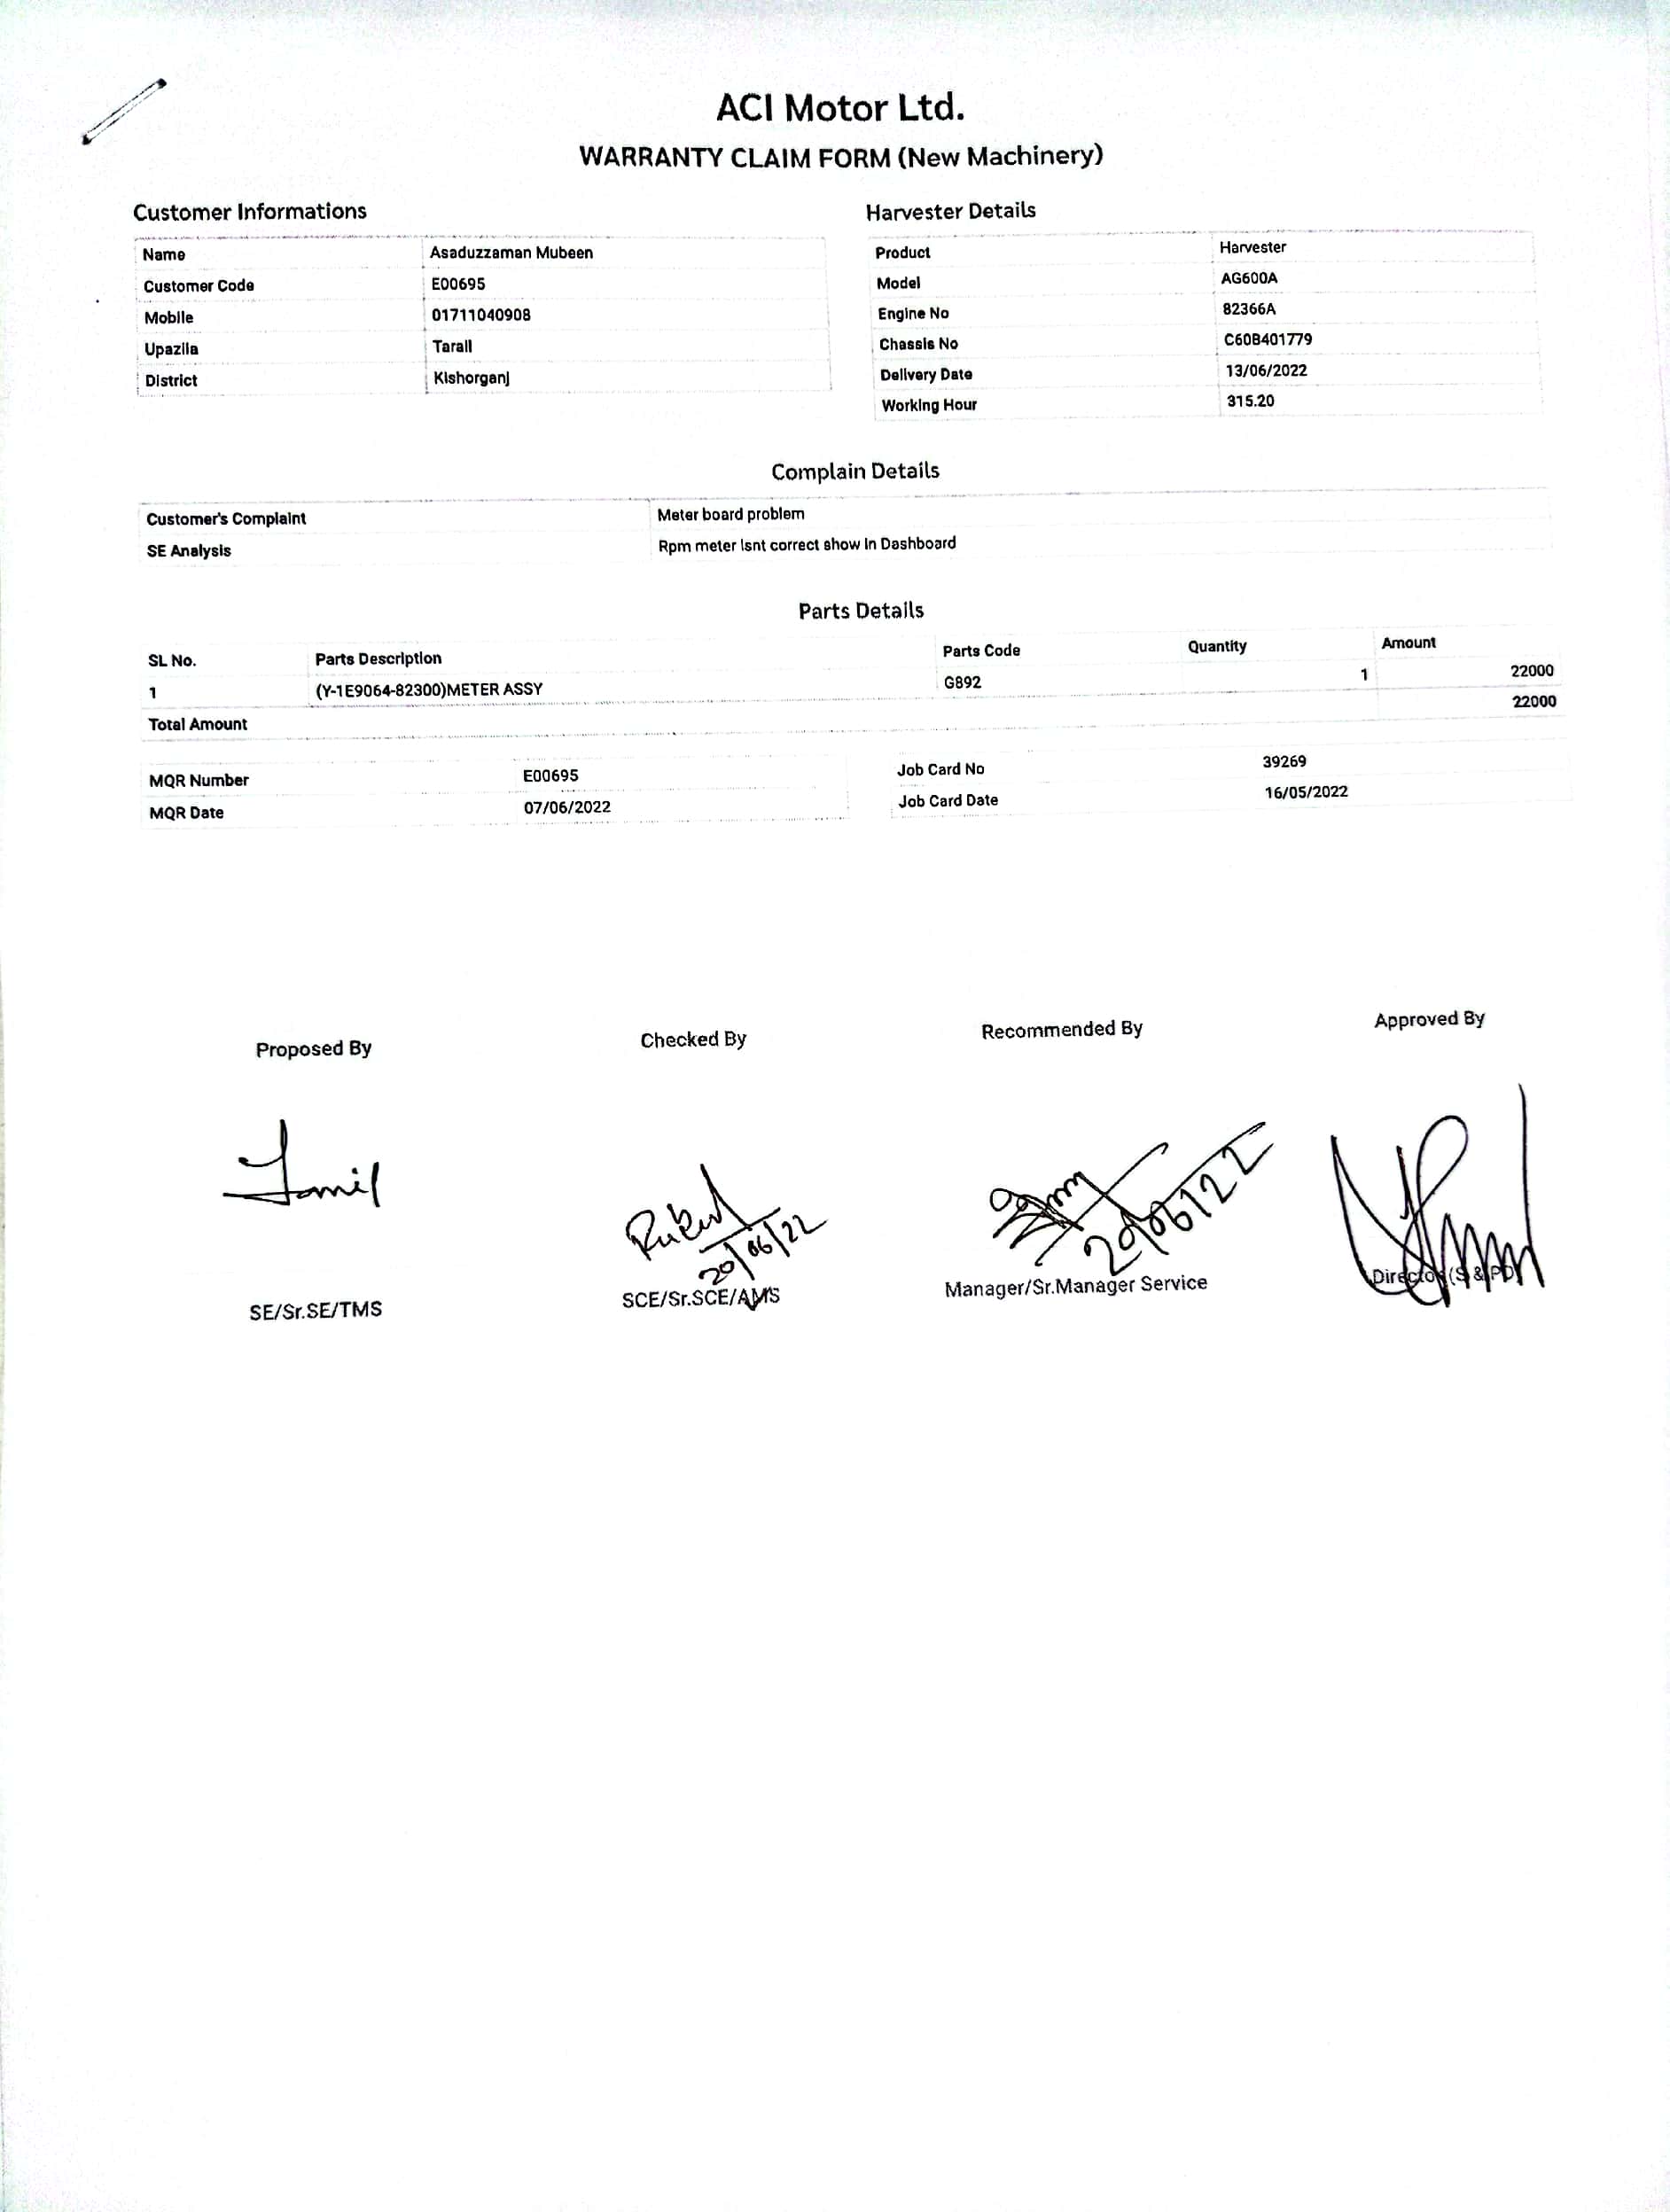 ACI Motor Ltd.
WARRANTY CLAIM FORM (New Machinery)
Customer Informations
Name Asaduzzaman Mubeen
Customer Code E00695
Mobile 01711040908
Upazila Tarail
District Kishorganj
Harvester Details
Product Harvester
Model AG600A
Engine No 82366A
Chassis No C60B401779
Delivery Date 13/06/2022
Working Hour 315.20
Complain Details
Customer's Complaint Meter board problem
SE Analysis Rpm meter isnt correct show in Dashboard
Parts Details
SL No. Parts Description Parts Code Quantity Amount
1 (Y-1E9064-82300)METER ASSY G892 1 22000
Total Amount 22000
MQR Number E00695
MQR Date 07/06/2022
Job Card No 39269
Job Card Date 16/05/2022
Proposed By Checked By Recommended By Approved By
20/06/22 20/06/22
SE/Sr.SE/TMS SCE/Sr.SCE/AMS Manager/Sr.Manager Service Director (S & PD)